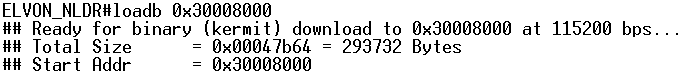 ELVON_NLDR#loadb 0x30008000
## Ready for binary (kermit) download to 0x30008000 at 115200 bps...
## Total Size      = 0x00047b64 = 293732 Bytes
## Start Addr      = 0x30008000